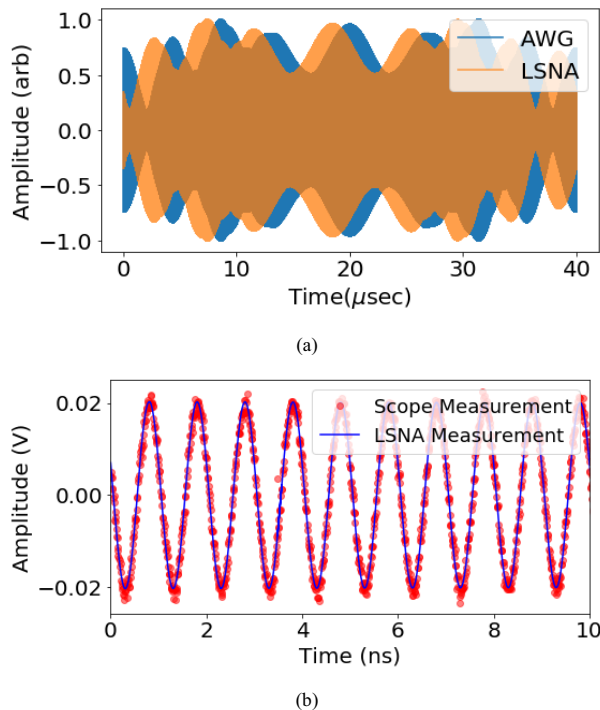 1.0
0.5
0.0
−0.5
−1.0
Amplitude (arb)
AWG
LSNA
0 10 20 30 40
Time(μsec)
(a)
0.02
0.00
−0.02
Amplitude (V)
Scope Measurement
LSNA Measurement
0 2 4 6 8 10
Time (ns)
(b)